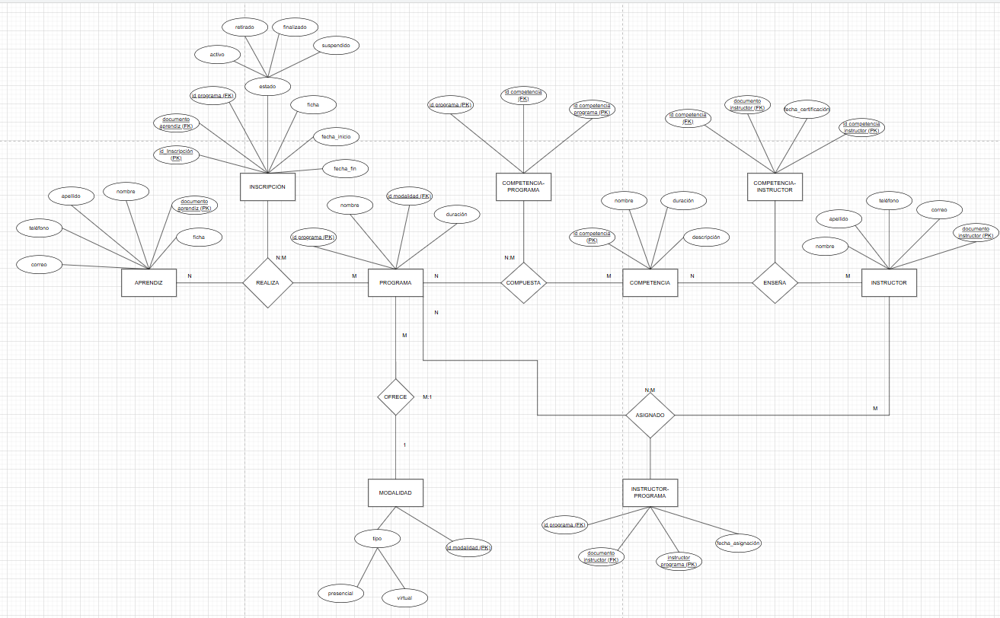 retirado
finalizado
suspendido
activo
estado
id programa (FK)
ficha
documento
aprendiz (FK)
fecha_inicio
id_Inscripción
(PK)
fecha_fin
INSCRIPCIÓN
id programa (FK)
id competencia
(FK)
id competencia
programa (PK)
COMPETENCIA-
PROGRAMA
id competencia
(FK)
documento
instructor (FK)
fecha_certificación
id competencia
instructor (PK)
COMPETENCIA-
INSTRUCTOR
apellido
nombre
documento
aprendiz (PK)
teléfono
ficha
correo
APRENDIZ
N
N:M
REALIZA
M
nombre
id modalidad (FK)
duración
id programa (PK)
PROGRAMA
N
N:M
COMPUESTA
M
nombre
duración
id competencia
(PK)
descripción
COMPETENCIA
N
ENSEÑA
M
teléfono
apellido
correo
documento
instructor (PK)
nombre
INSTRUCTOR
N
M
OFRECE
M:1
1
MODALIDAD
tipo
id modalidad (PK)
presencial
virtual
N:M
ASIGNADO
M
INSTRUCTOR-
PROGRAMA
id programa (FK)
documento
instructor (FK)
instructor
programa (PK)
fecha_asignación